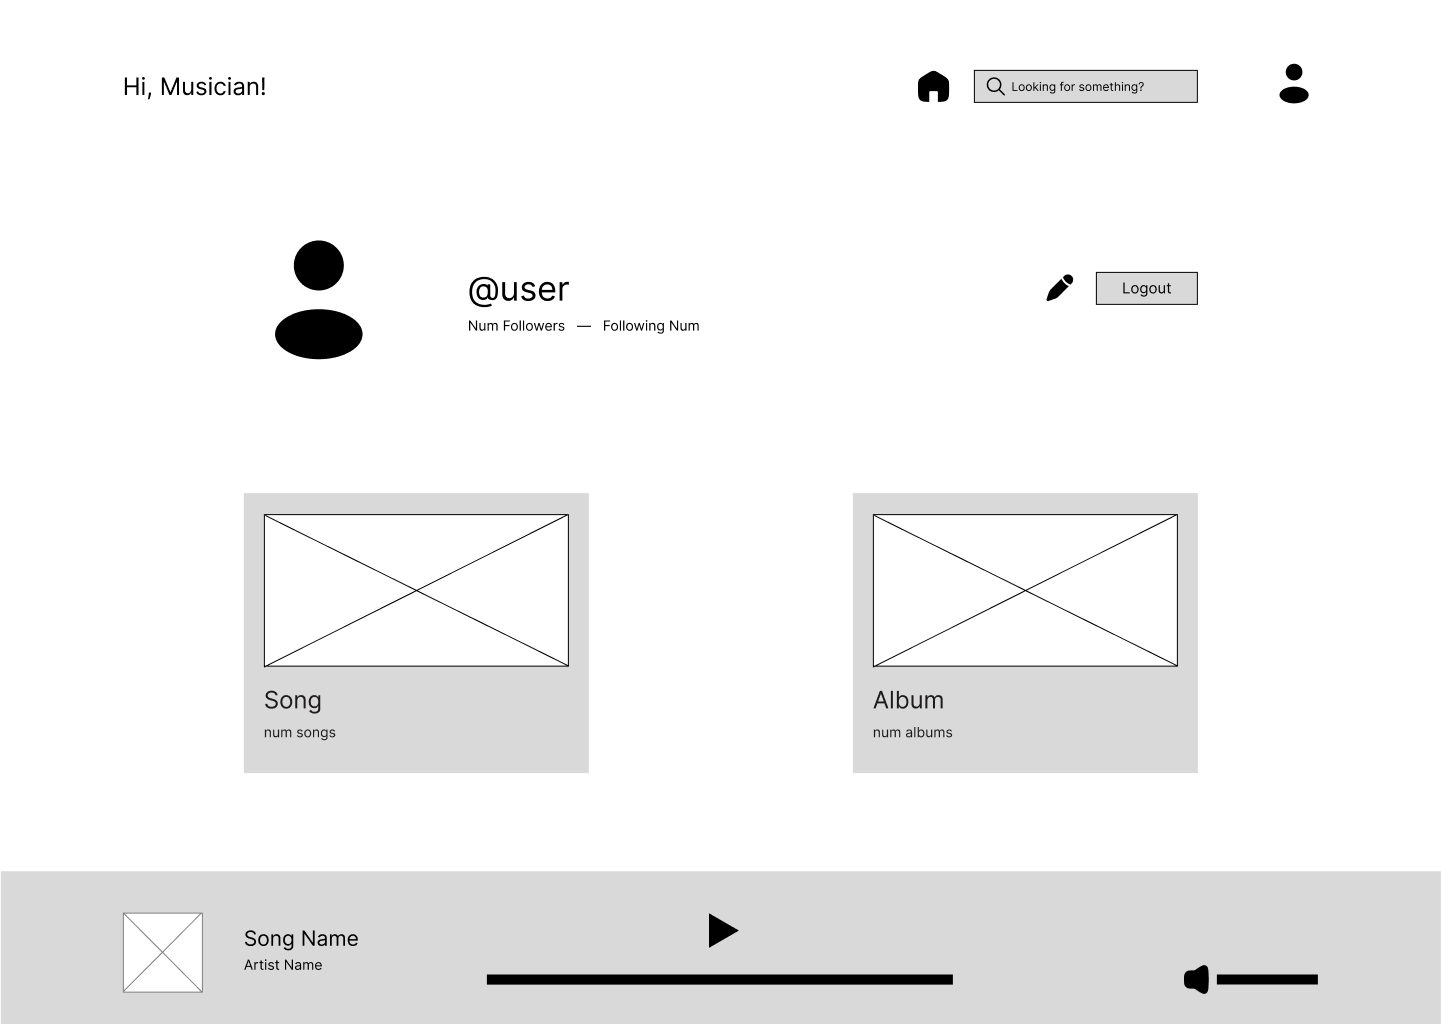 Hi, Musician!
Looking for something?
@user
Num Followers — Following Num
Logout
Song
num songs
Album
num albums
Song Name
Artist Name